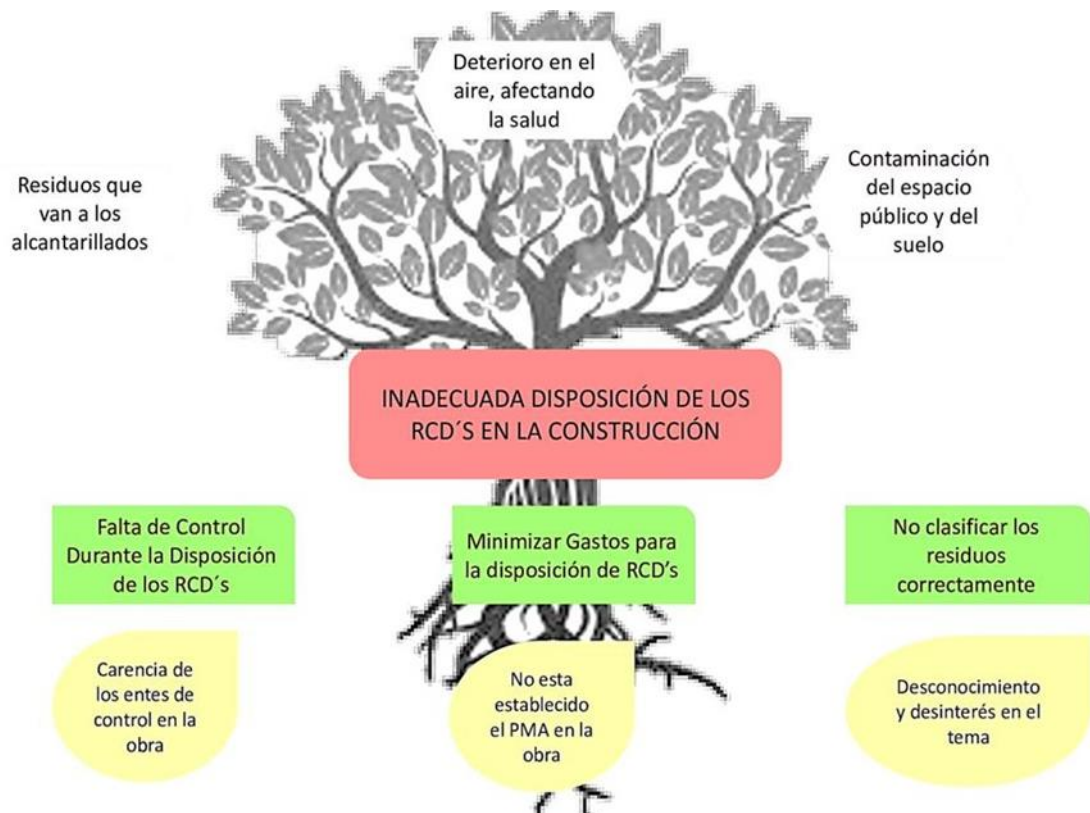 Deterioro en el
aire, afectando
la salud
Residuos que
van a los
alcantarillados
Contaminación
del espacio
público y del
suelo
INADECUADA DISPOSICIÓN DE LOS
RCD´S EN LA CONSTRUCCIÓN
Falta de Control
Durante la Disposición
de los RCD´s
Minimizar Gastos para
la disposición de RCD’s
No clasificar los
residuos
correctamente
Carencia de
los entes de
control en la
obra
No esta
establecido
el PMA en la
obra
Desconocimiento
y desinterés en el
tema